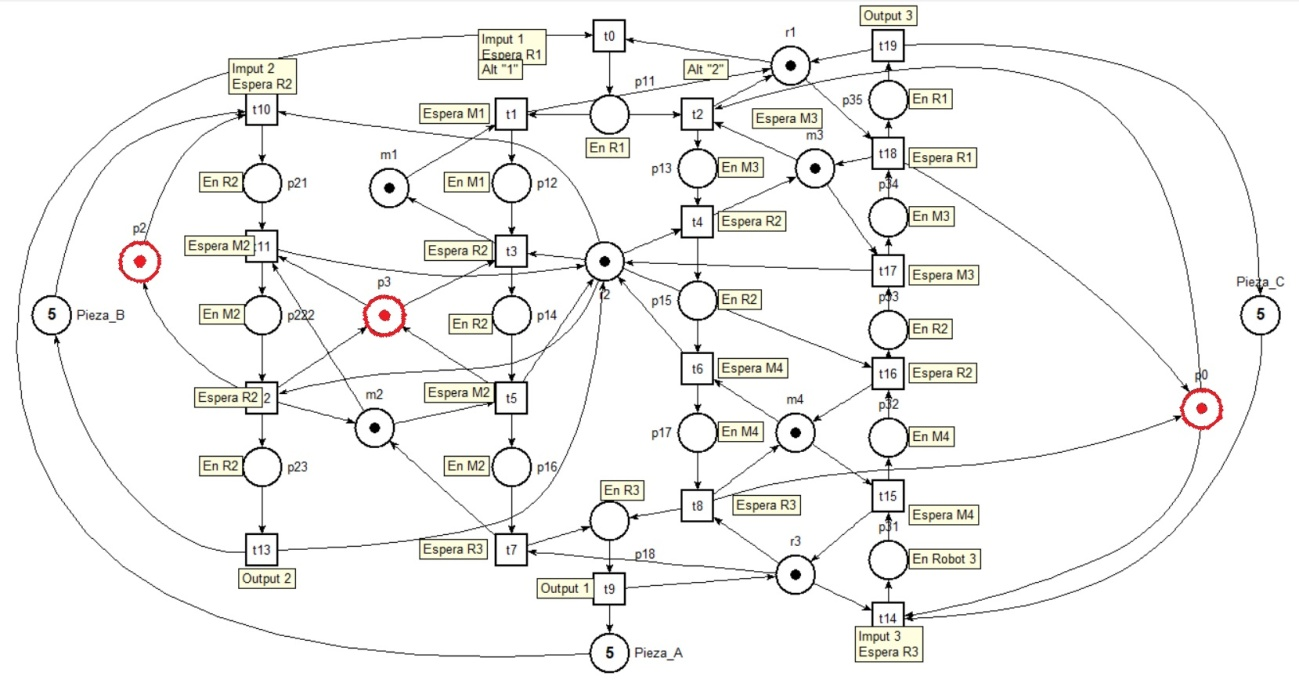 Output 3
r1
t0
t19
Imput 1
Espera R1
Alt "1"
Alt "2"
Imput 2
Espera R2
p11
p35
En R1
t10
Espera M1
t1
t2
Espera M3
m3
En R1
t18
Espera R1
m1
p13
En M3
p34
En R2
p21
En M1
p12
En M3
p2
t4
Espera R2
Espera M2
:11
Espera R2
t3
t17
Espera M3
p3
r2
p33
Pieza_C
5
Pieza_B
En M2
p222
En R2
p14
p15
En R2
En R2
5
t6
Espera M4
t16
Espera R2
p0
Espera R2
2
m2
Espera M2
t5
m4
p32
p17
En M4
En M4
En R2
p23
En M2
p16
En R3
t8
Espera R3
t15
Espera M4
p31
t13
Espera R3
t7
p18
r3
En Robot 3
Output 2
Output 1
t9
t14
Imput 3
Espera R3
5
Pieza_A